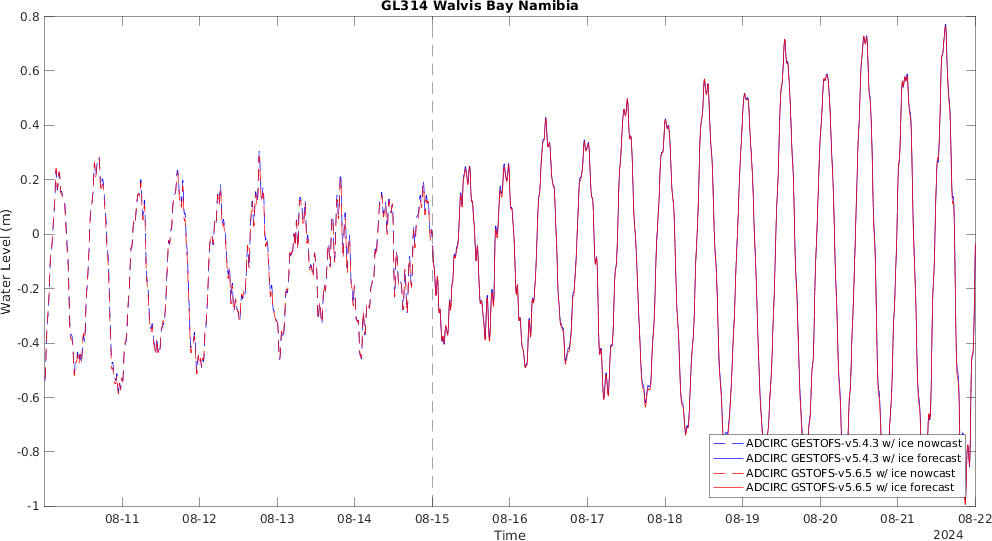 GL314 Walvis Bay Namibia
0.8
0.6
0.4
0.2
0
-0.2
-0.4
-0.6
-0.8
-1
Water Level (m)
ADCIRC GESTOFS-v5.4.3 w/ ice nowcast
ADCIRC GESTOFS-v5.4.3 w/ ice forecast
ADCIRC GSTOFS-v5.6.5 w/ ice nowcast
ADCIRC GSTOFS-v5.6.5 w/ ice forecast
08-11 08-12 08-13 08-14 08-15 08-16 08-17 08-18 08-19 08-20 08-21 08-22
Time
2024